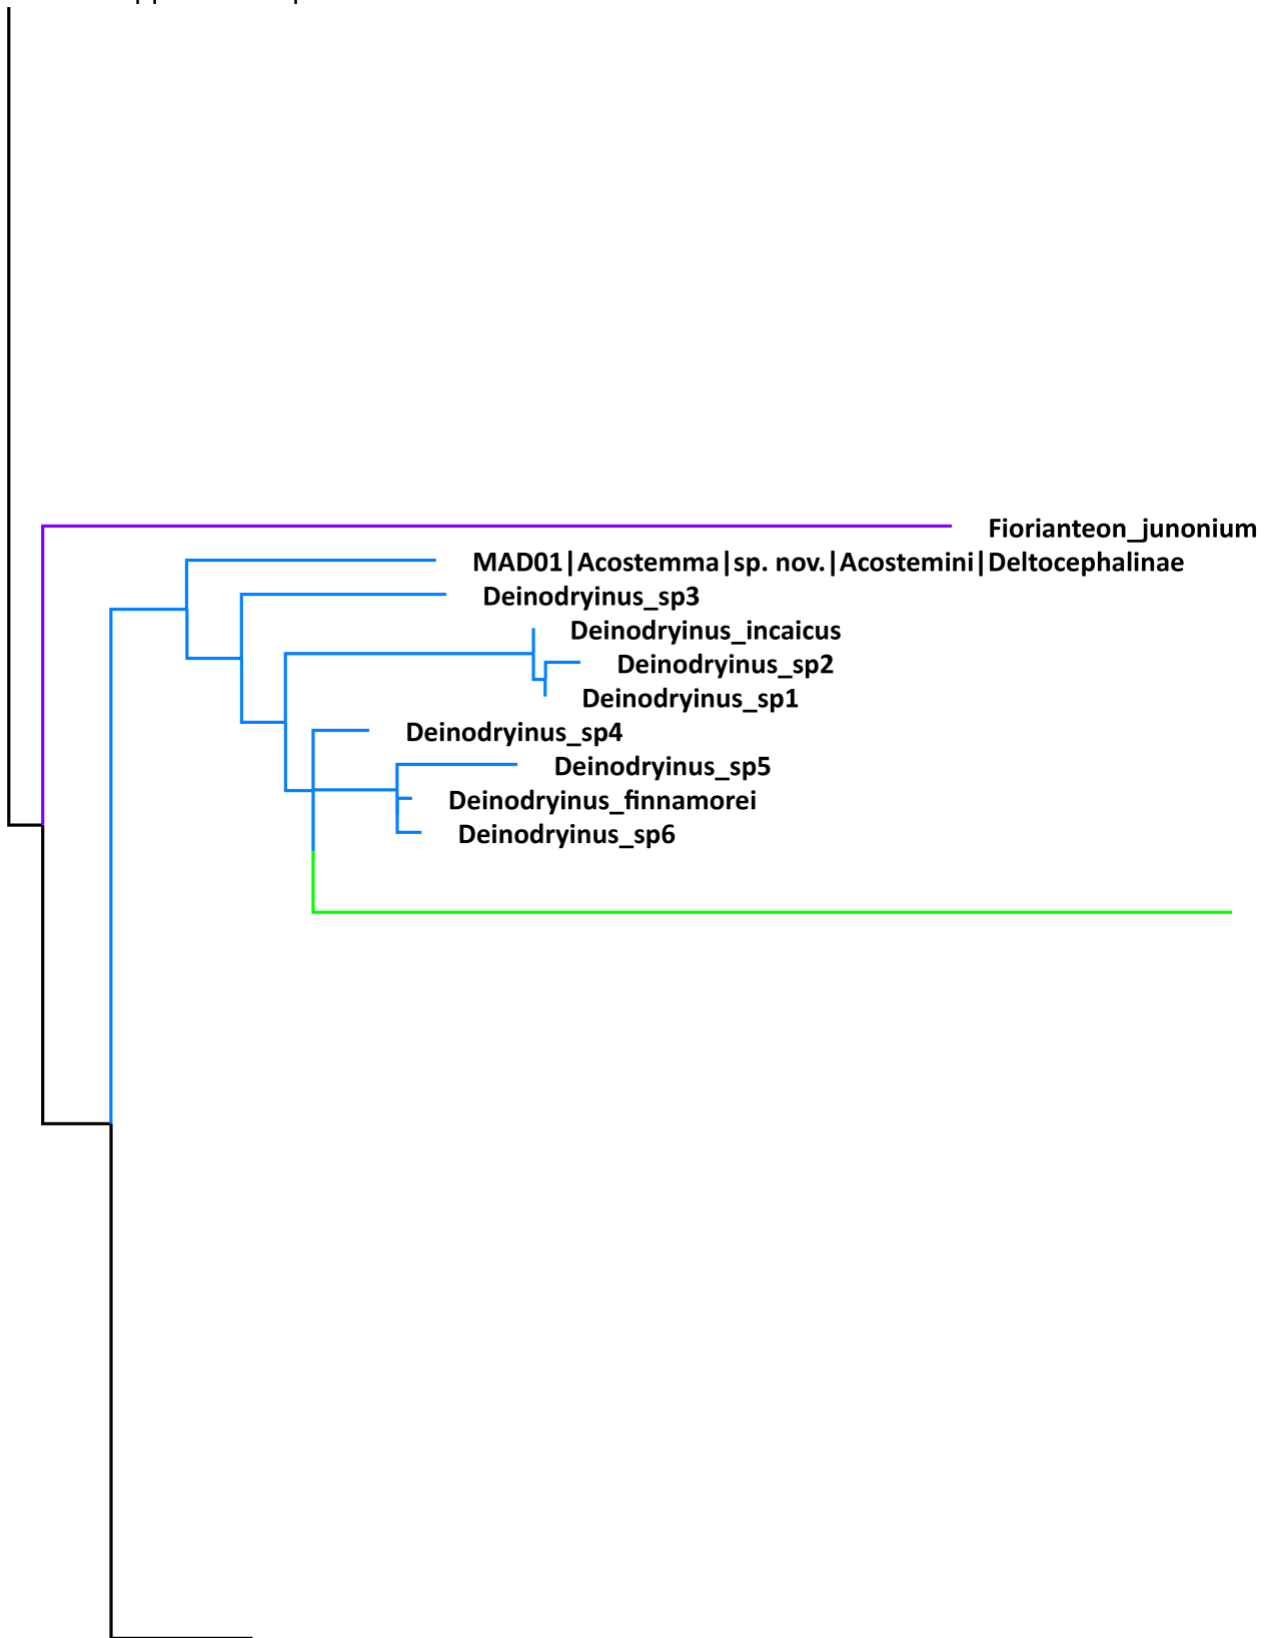 Fiorianteon_junonium
MAD01|Acostemma|sp. nov.|Acostemini|Deltocephalinae
Deinodryinus_sp3
Deinodryinus_incaicus
Deinodryinus_sp2
Deinodryinus_sp1
Deinodryinus_sp4
Deinodryinus_sp5
Deinodryinus_finnamorei
Deinodryinus_sp6